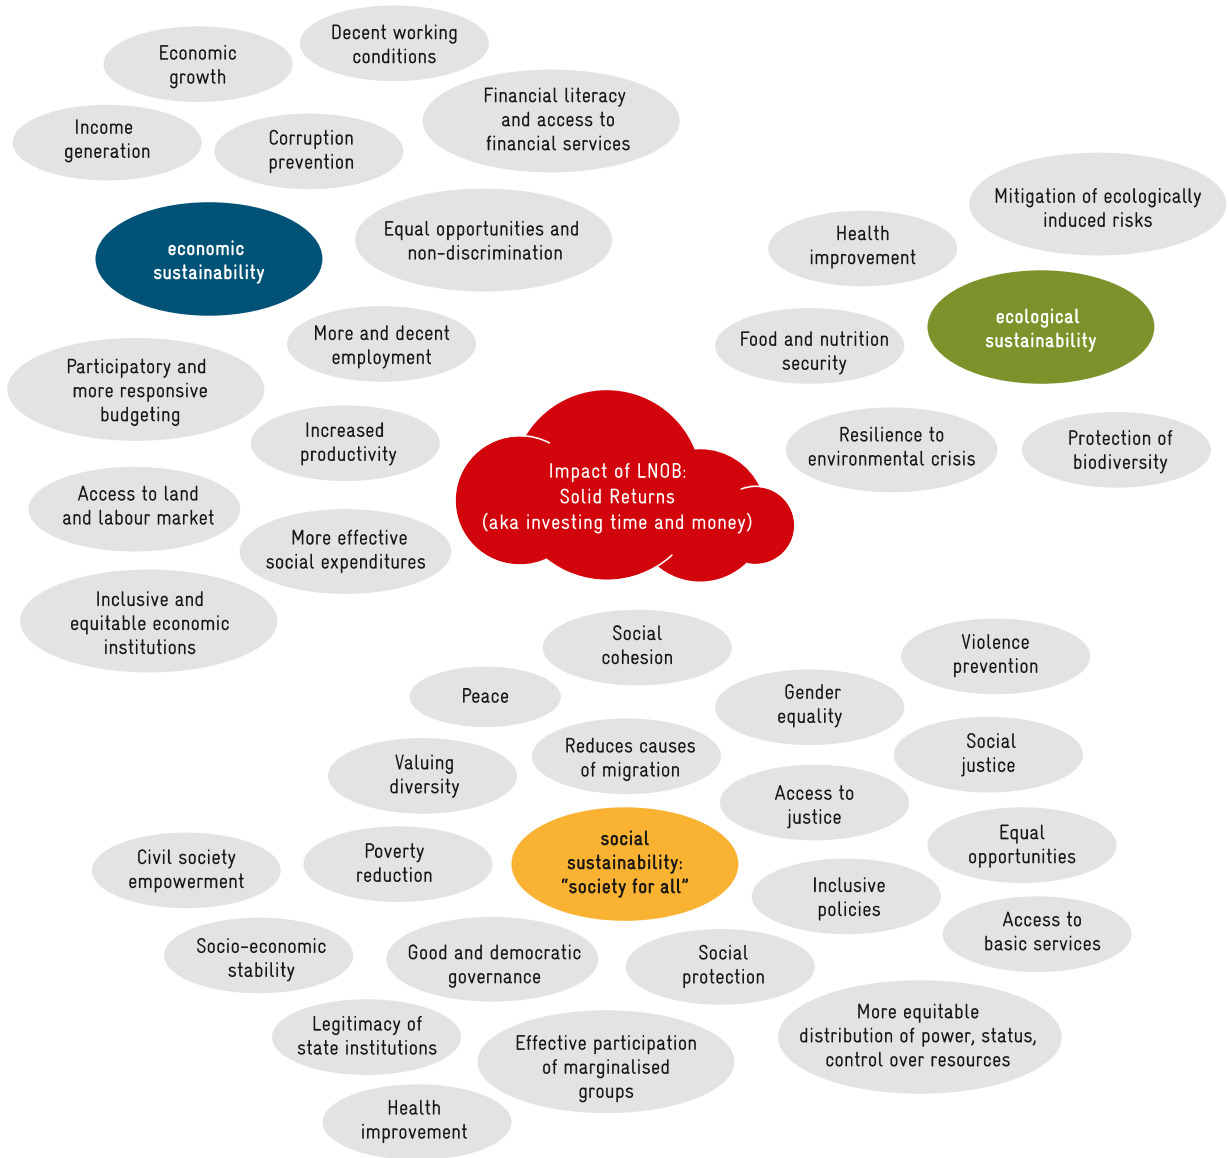 Decent working
conditions
Economic
growth
Financial literacy
and access to
financial services
Income
generation
Corruption
prevention
Equal opportunities and
non-discrimination
economic
sustainability
More and decent
employment
Participatory and
more responsive
budgeting
Increased
productivity
Access to land
and labour market
More effective
social expenditures
Inclusive and
equitable economic
institutions
Mitigation of ecologically
induced risks
Health
improvement
ecological
sustainability
Food and nutrition
security
Resilience to
environmental crisis
Protection of
biodiversity
Impact of LNOB:
Solid Returns
(aka investing time and money)
Social
cohesion
Violence
prevention
Peace
Gender
equality
Reduces causes
of migration
Social
justice
Valuing
diversity
Access to
justice
social
sustainability:
“society for all”
Equal
opportunities
Civil society
empowerment
Poverty
reduction
Inclusive
policies
Access to
basic services
Socio-economic
stability
Good and democratic
governance
Social
protection
Legitimacy of
state institutions
Effective participation
of marginalised
groups
More equitable
distribution of power, status,
control over resources
Health
improvement